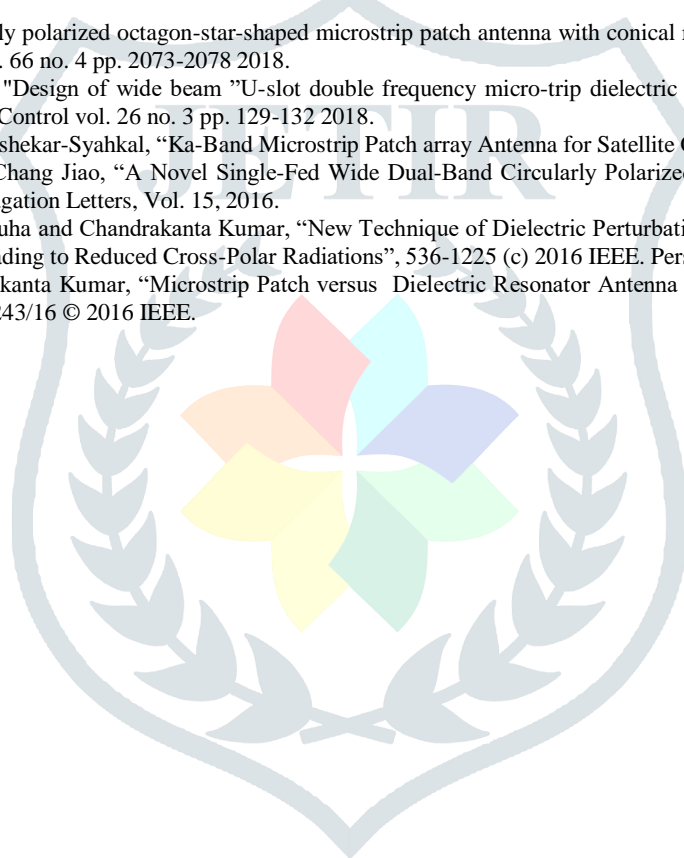 ly polarized octagon-star-shaped microstrip patch antenna with conical
. 66 no. 4 pp. 2073-2078 2018.
"Design of wide beam ”U-slot double frequency micro-trip dielectric
Control vol. 26 no. 3 pp. 129-132 2018.
shekar-Syahkal, “Ka-Band Microstrip Patch array Antenna for Satellite
Chang Jiao, “A Novel Single-Fed Wide Dual-Band Circularly Polarized
gation Letters, Vol. 15, 2016.
uha and Chandrakanta Kumar, “New Technique of Dielectric Perturbati
ding to Reduced Cross-Polar Radiations”, 536-1225 (c) 2016 IEEE. Pers
kanta Kumar, “Microstrip Patch versus Dielectric Resonator Antenna
243/16 © 2016 IEEE.
JETIR